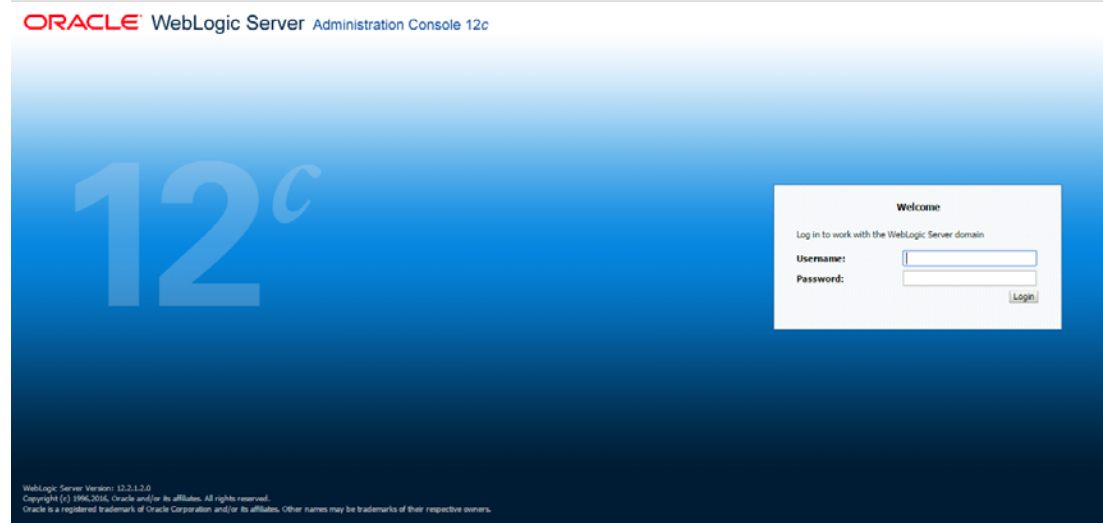 ORACLE WebLogic Server Administration Console 12c
12c
Welcome
Log in to work with the WebLogic Server domain
Username:
Password:
Login
WebLogic Server Version: 12.2.1.2.0
Copyright (c) 1996,2016, Oracle and/or its affiliates. All rights reserved.
Oracle is a registered trademark of Oracle Corporation and/or its affiliates. Other names may be trademarks of their respective owners.